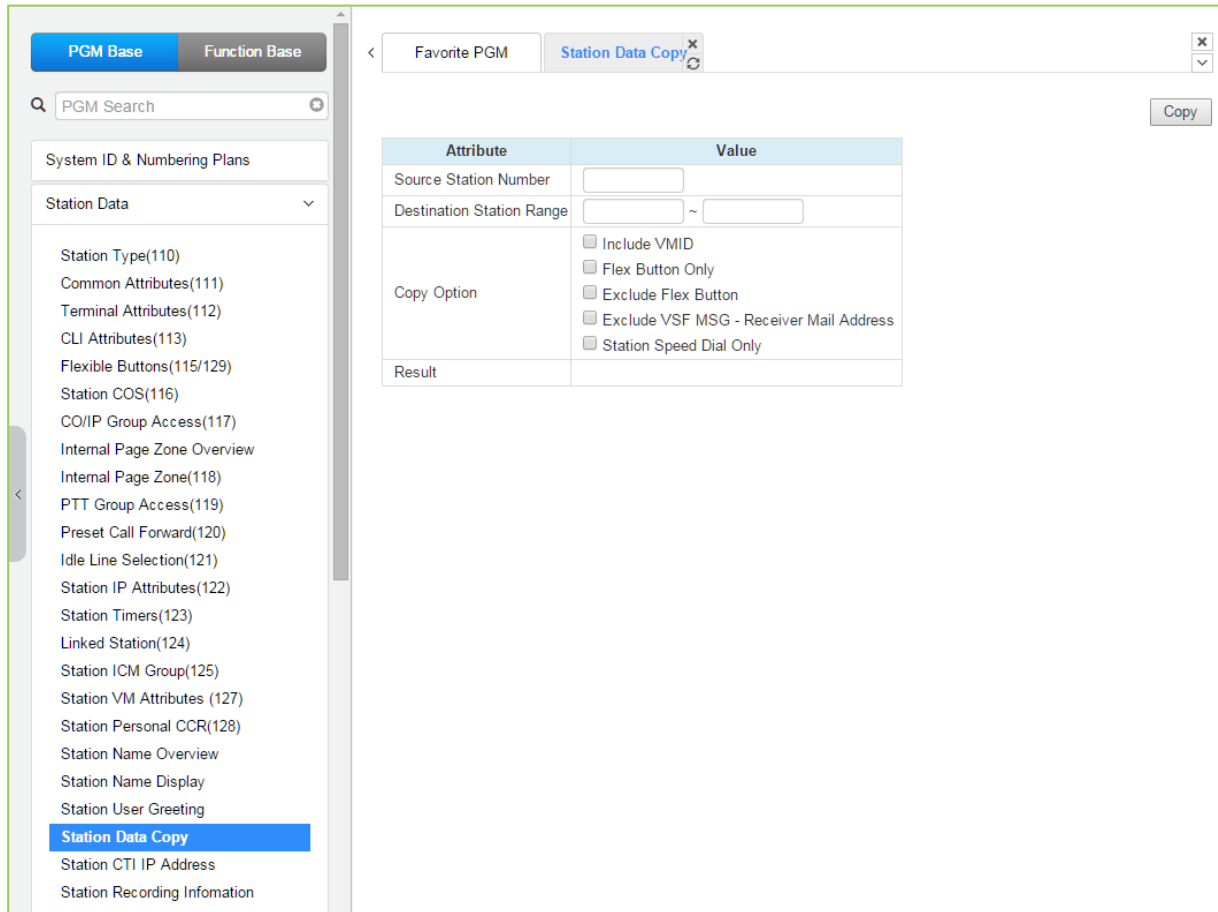 PGM Base
Function Base
PGM Search
System ID & Numbering Plans
Station Data
Station Type(110)
Common Attributes(111)
Terminal Attributes(112)
CLI Attributes(113)
Flexible Buttons(115/129)
Station COS(116)
CO/IP Group Access(117)
Internal Page Zone Overview
Internal Page Zone(118)
PTT Group Access(119)
Preset Call Forward(120)
Idle Line Selection(121)
Station IP Attributes(122)
Station Timers(123)
Linked Station(124)
Station ICM Group(125)
Station VM Attributes (127)
Station Personal CCR(128)
Station Name Overview
Station Name Display
Station User Greeting
Station Data Copy
Station CTI IP Address
Station Recording Infomation
Favorite PGM
Station Data Copy
Copy
Attribute Value
Source Station Number
Destination Station Range ~
Copy Option
Include VMID
Flex Button Only
Exclude Flex Button
Exclude VSF MSG - Receiver Mail Address
Station Speed Dial Only
Result